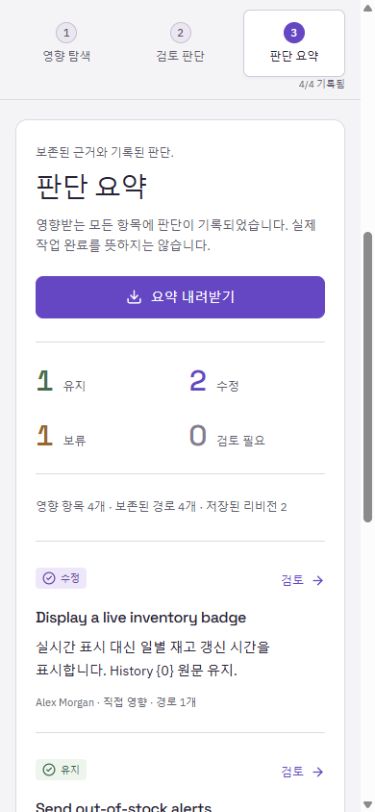 1
영향 탐색
2
검토 판단
3
판단 요약
4/4 기록됨
보존된 근거와 기록된 판단.
판단 요약
영향받는 모든 항목에 판단이 기록되었습니다. 실제
작업 완료를 뜻하지는 않습니다.
요약 내려받기
1 유지
2 수정
1 보류
0 검토 필요
영향 항목 4개 · 보존된 경로 4개 · 저장된 리비전 2
수정
검토 →
Display a live inventory badge
실시간 표시 대신 일별 재고 갱신 시간을
표시합니다. History {0} 원문 유지.
Alex Morgan · 직접 영향 · 경로 1개
유지
검토 →
Send out-of-stock alerts